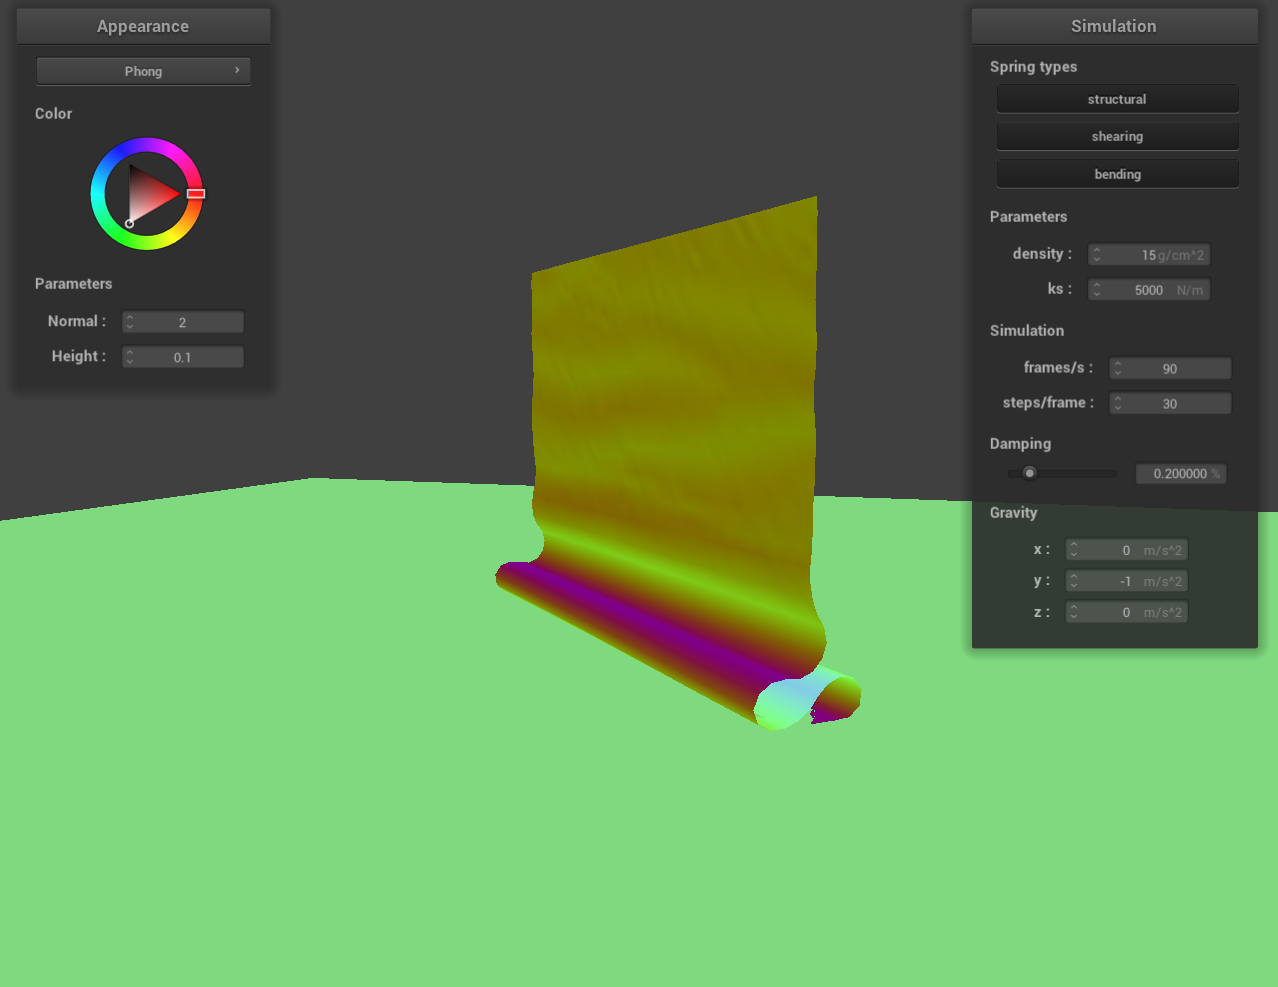 Appearance
Phong ›
Color
Parameters
Normal : 2
Height : 0.1
Simulation
Spring types
structural
shearing
bending
Parameters
density : 15 g/cm^2
ks : 5000 N/m
Simulation
frames/s : 90
steps/frame : 30
Damping
0.200000 %
Gravity
x : 0 m/s^2
y : -1 m/s^2
z : 0 m/s^2